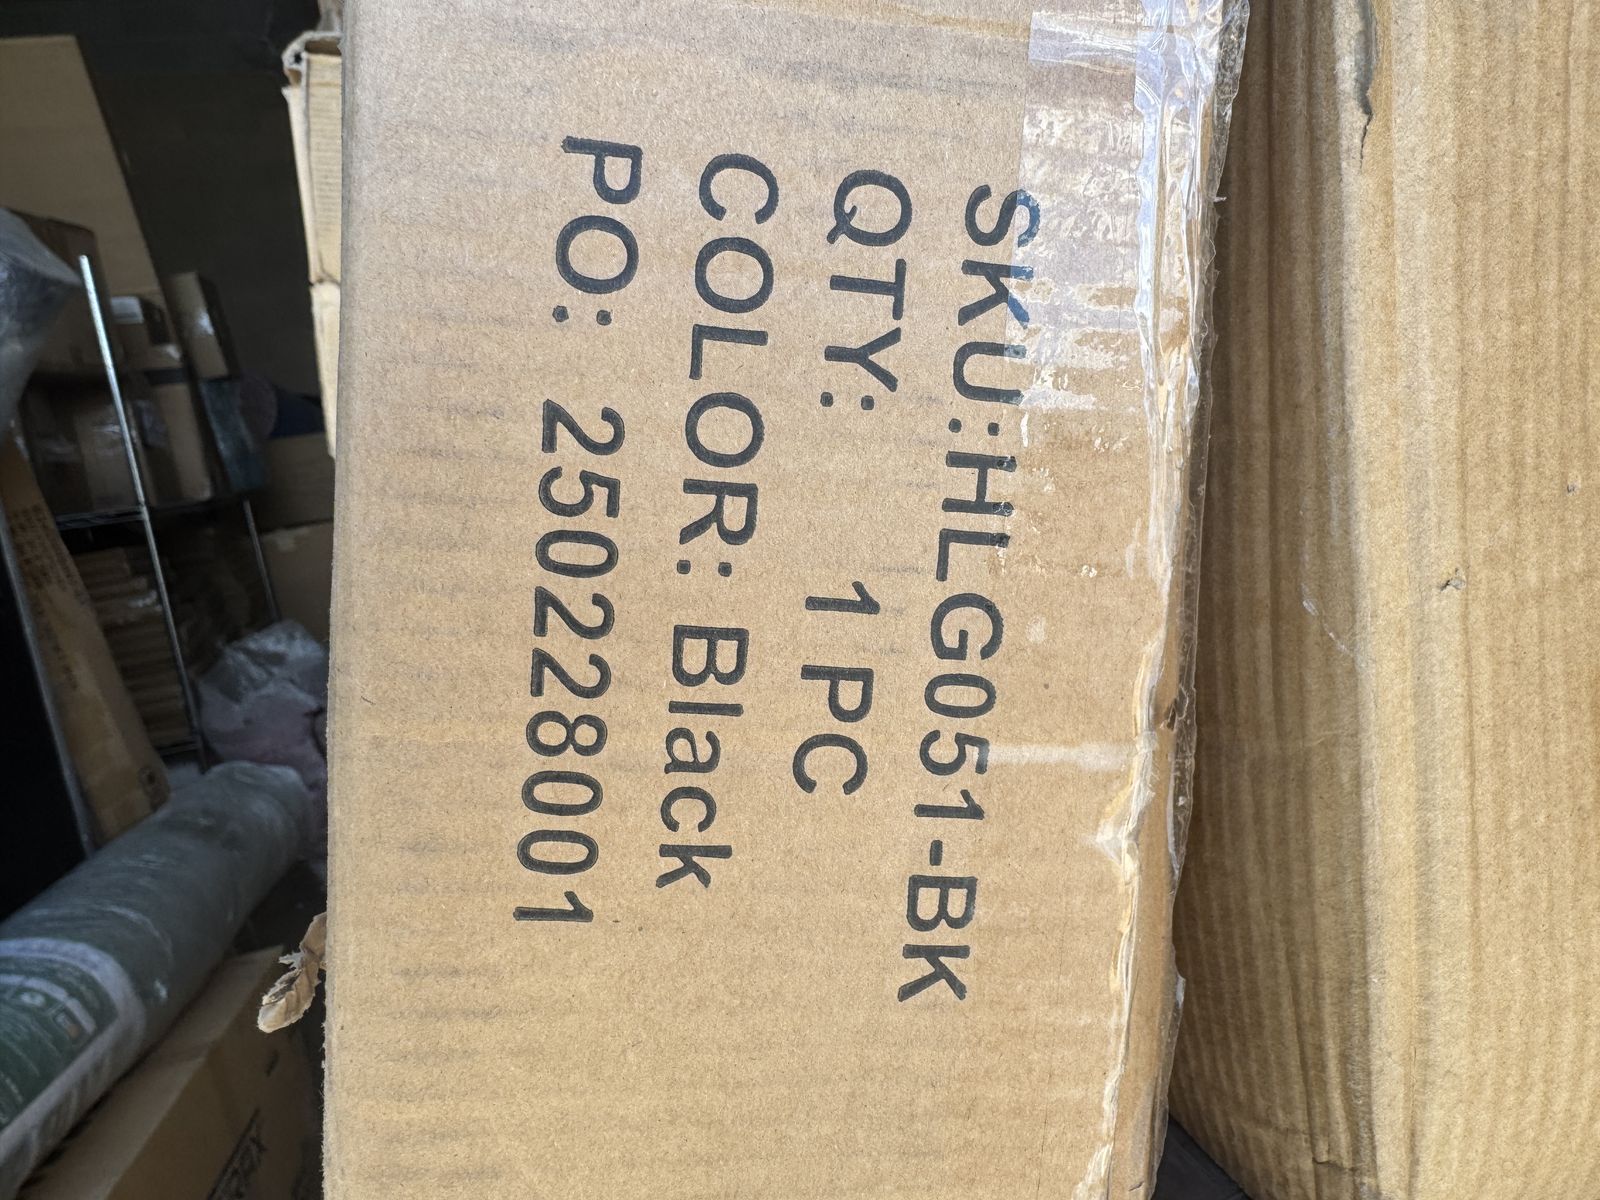 SKU:HLG051-BK
QTY: 1 PC
COLOR: Black
PO: 250228001